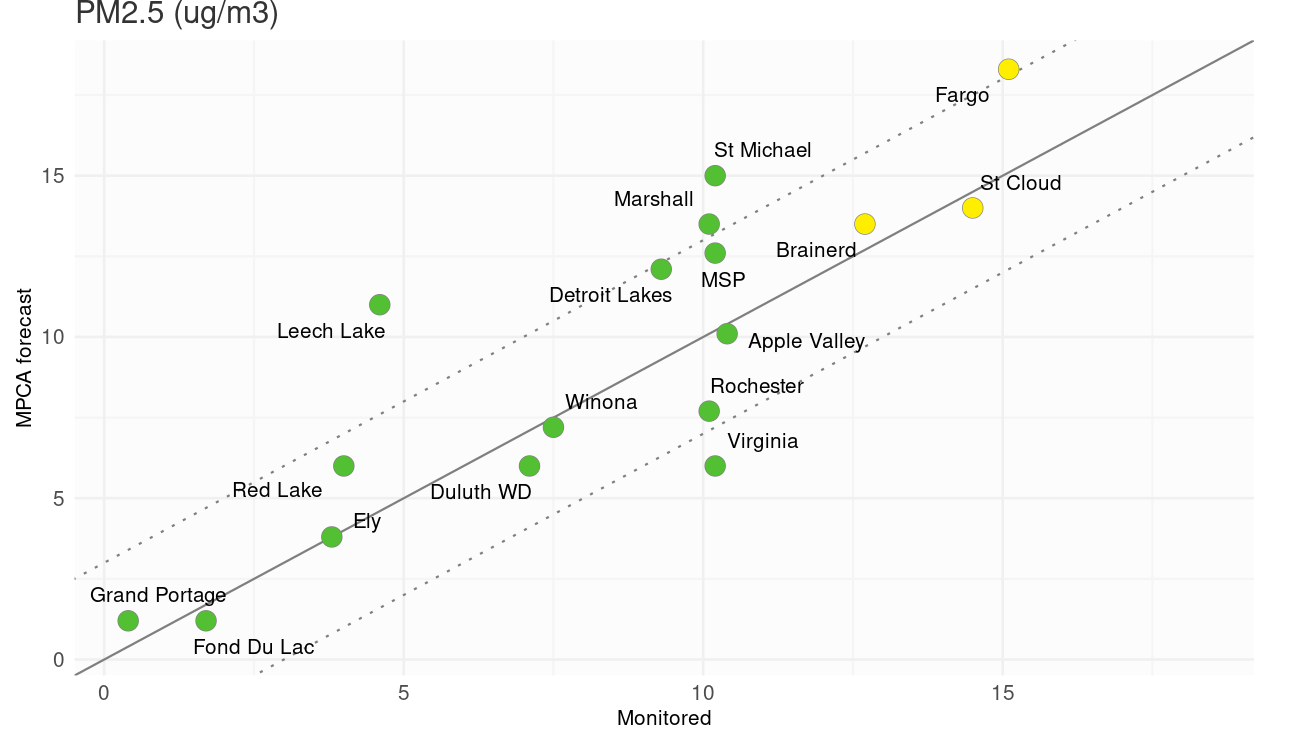 PM2.5 (ug/m3)
Fargo
St Michael
15
St Cloud
Marshall
Brainerd
MSP
Detroit Lakes
Leech Lake
10
Apple Valley
MPCA forecast
Rochester
Winona
Virginia
Red Lake
Duluth WD
5
Ely
Grand Portage
Fond Du Lac
0
0 5 10 15
Monitored